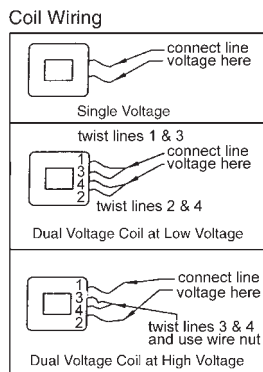 Coil Wiring
connect line
voltage here
Single Voltage
twist lines 1 & 3
connect line
voltage here
1
3
4
2
twist lines 2 & 4
Dual Voltage Coil at Low Voltage
connect line
voltage here
1
3
4
2
twist lines 3 & 4
and use wire nut
Dual Voltage Coil at High Voltage